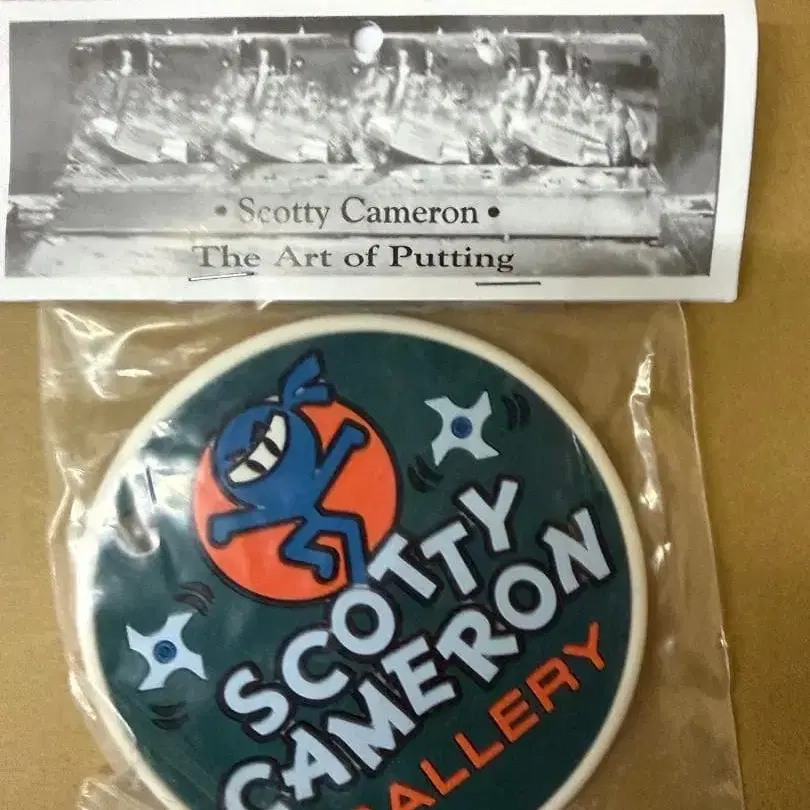 • Scotty Cameron •
The Art of Putting
SCOTTY
CAMERON
GALLERY